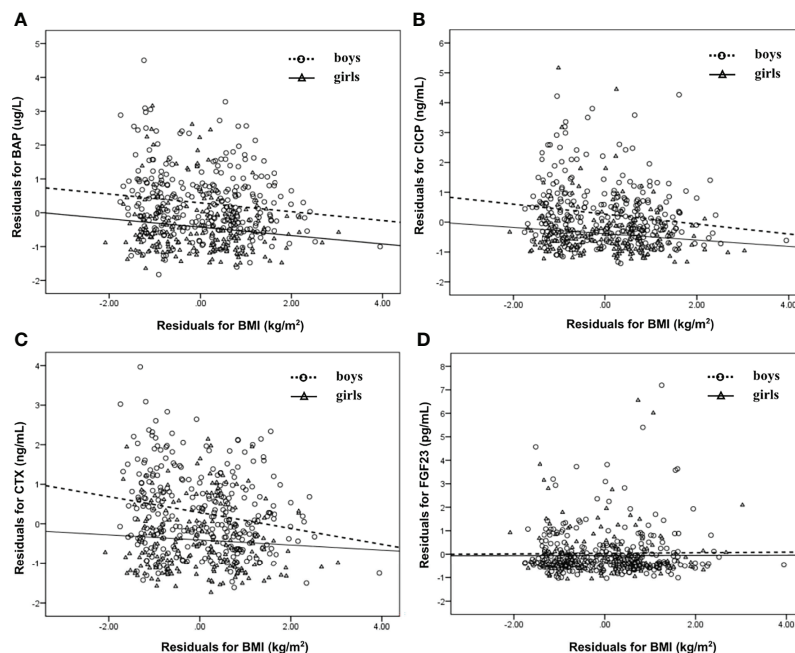 A
Residuals for BAP (ug/L)
5
4
3
2
1
0
-1
-2
boys
girls
-2.00
.00
2.00
4.00
Residuals for BMI (kg/m²)
B
Residuals for CICP (ng/mL)
6
5
4
3
2
1
0
-1
-2
boys
girls
-2.00
.00
2.00
4.00
Residuals for BMI (kg/m²)
C
Residuals for CTX (ng/mL)
4
3
2
1
0
-1
-2
boys
girls
-2.00
.00
2.00
4.00
Residuals for BMI (kg/m²)
D
Residuals for FGF23 (pg/mL)
8
7
6
5
4
3
2
1
0
-1
-2
boys
girls
-2.00
.00
2.00
4.00
Residuals for BMI (kg/m²)